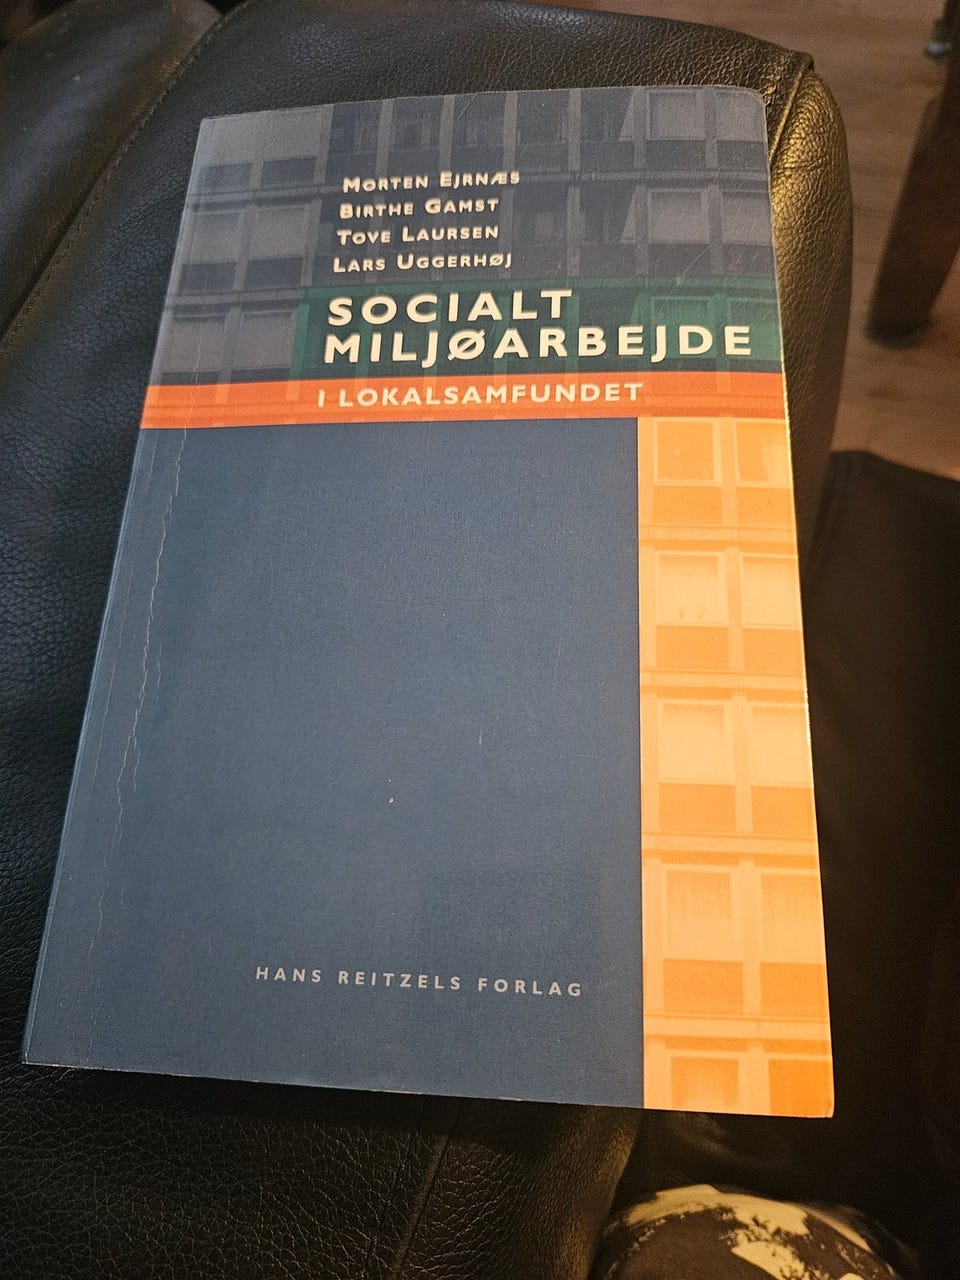 MORTEN EJRNÆS
BIRTHE GAMST
TOVE LAURSEN
LARS UGGERHØJ
SOCIALT
MILJØARBEJDE
I LOKALSAMFUNDET
HANS REITZELS FORLAG